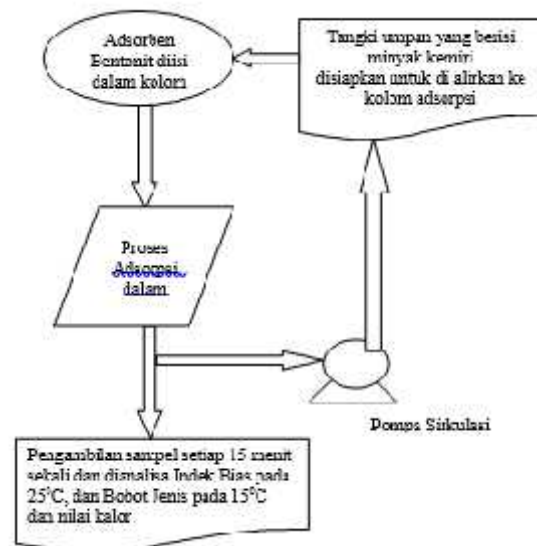 Adsorben
Bentonit diisi
dalam kolom
Tangki umpan yang berisi
minyak kemiri
disiapkan untuk di alirkan ke
kolom adsorpsi
Proses
Adsorpsi
dalam
Pompa Sirkulasi
Pengambilan sampel setiap 15 menit
sekali dan dianalisa Indek Bias pada
25°C, dan Bobot Jenis pada 15°C
dan nilai kalor